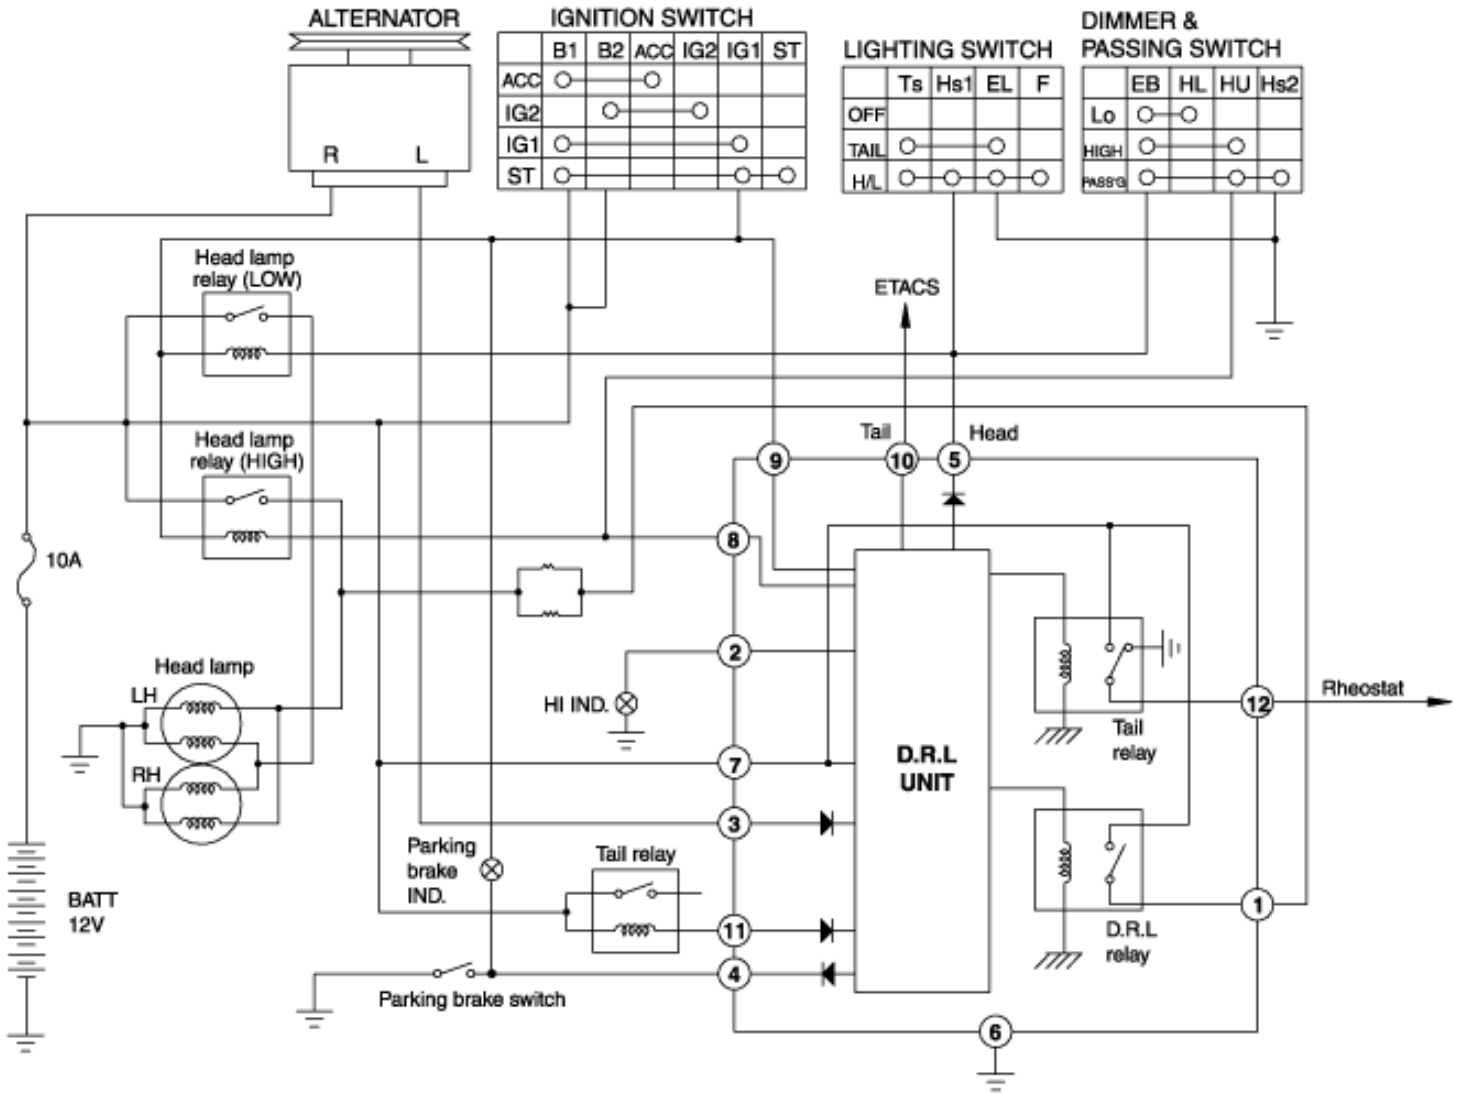 ALTERNATOR
R L
IGNITION SWITCH
B1 B2 ACC IG2 IG1 ST
ACC
IG2
IG1
ST
LIGHTING SWITCH
Ts Hs1 EL F
OFF
TAIL
H/L
DIMMER &
PASSING SWITCH
EB HL HU Hs2
Lo
HIGH
PASS'G
Head lamp
relay (LOW)
ETACS
Head lamp
relay (HIGH)
Tail
Head
9
10
5
8
10A
2
HI IND.
Head lamp
LH
RH
7
3
D.R.L
UNIT
Tail
relay
12
Rheostat
Parking
brake
IND.
Tail relay
BATT
12V
11
4
1
D.R.L
relay
Parking brake switch
6